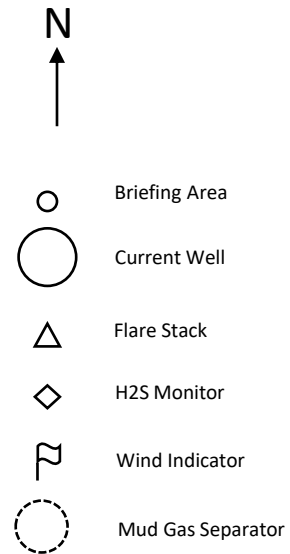 N
Briefing Area
Current Well
Flare Stack
H2S Monitor
Wind Indicator
Mud Gas Separator